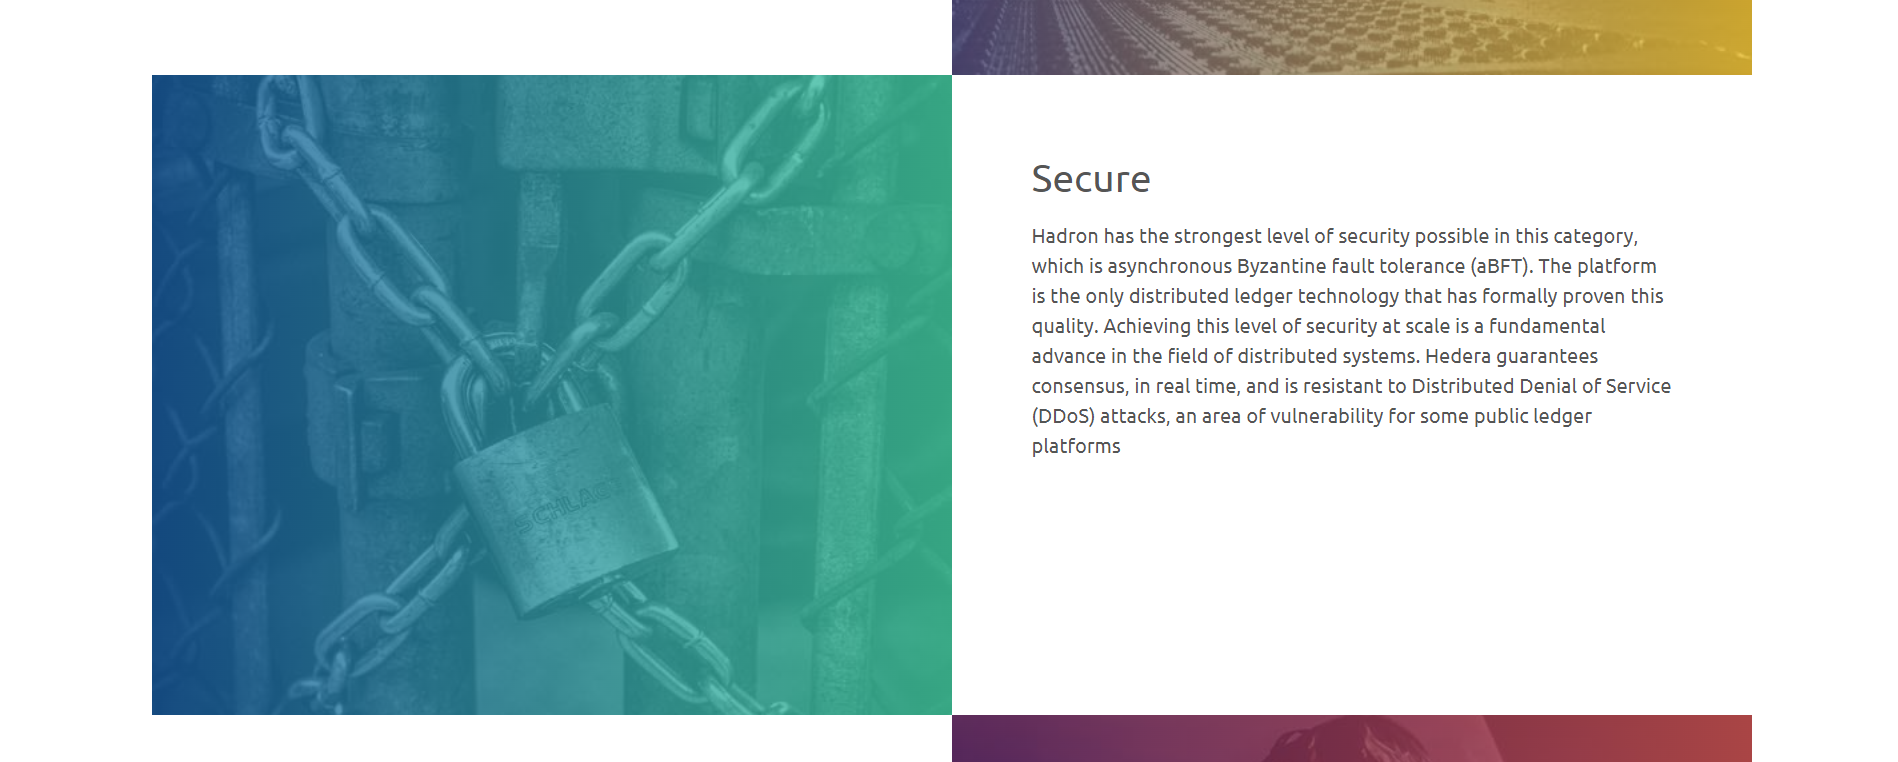 Secure
Hadron has the strongest level of security possible in this category,
which is asynchronous Byzantine fault tolerance (aBFT). The platform
is the only distributed ledger technology that has formally proven this
quality. Achieving this level of security at scale is a fundamental
advance in the field of distributed systems. Hedera guarantees
consensus, in real time, and is resistant to Distributed Denial of Service
(DDoS) attacks, an area of vulnerability for some public ledger
platforms